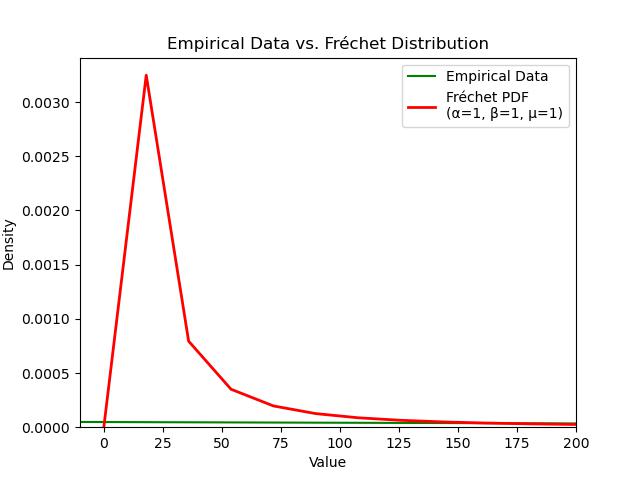 Empirical Data vs. Fréchet Distribution
Empirical Data
Fréchet PDF
(α=1, β=1, μ=1)
Density
0.0030
0.0025
0.0020
0.0015
0.0010
0.0005
0.0000
0 25 50 75 100 125 150 175 200
Value